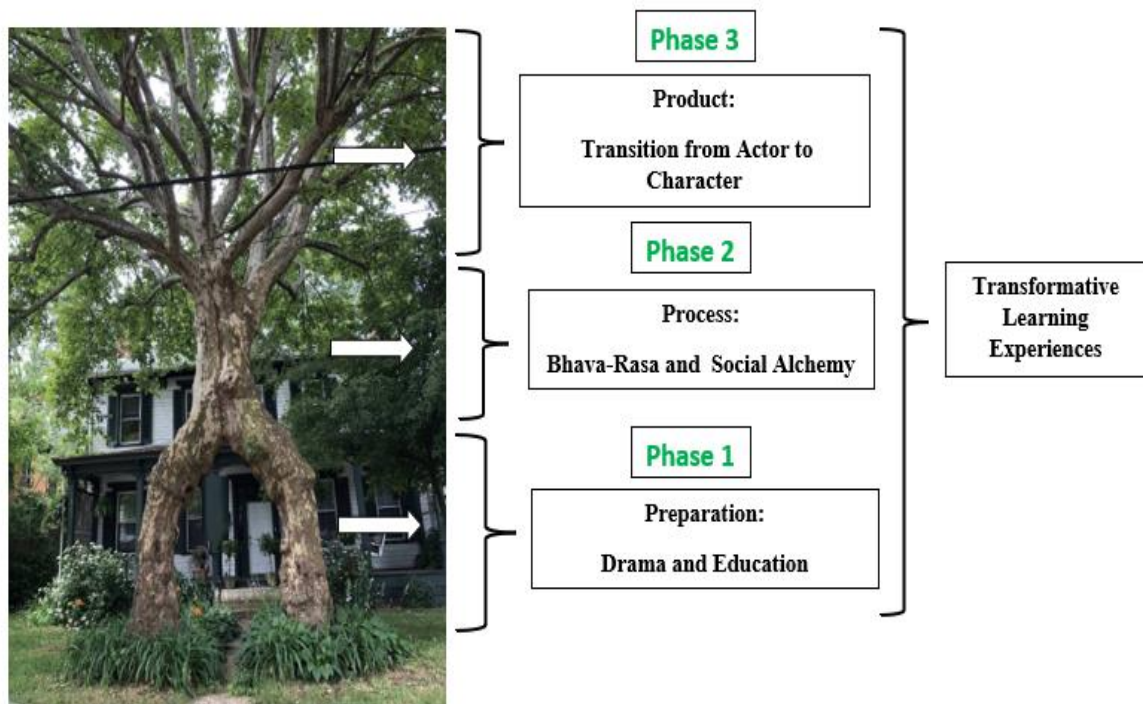 Phase 3
Product:
Transition from Actor to
Character
Phase 2
Process:
Bhava-Rasa and Social Alchemy
Phase 1
Preparation:
Drama and Education
Transformative
Learning
Experiences